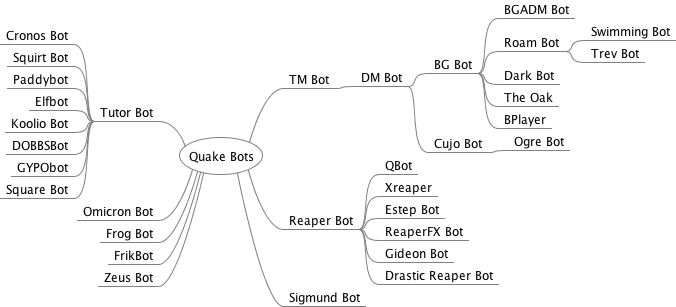 Quake Bots
Tutor Bot
Cronos Bot
Squirt Bot
Paddybot
Elfbot
Koolio Bot
DOBBSBot
GYPObot
Square Bot
Omicron Bot
Frog Bot
FrikBot
Zeus Bot
TM Bot
DM Bot
BG Bot
BGADM Bot
Roam Bot
Swimming Bot
Trev Bot
Dark Bot
The Oak
BPlayer
Cujo Bot
Ogre Bot
Reaper Bot
QBot
Xreaper
Estep Bot
ReaperFX Bot
Gideon Bot
Drastic Reaper Bot
Sigmund Bot